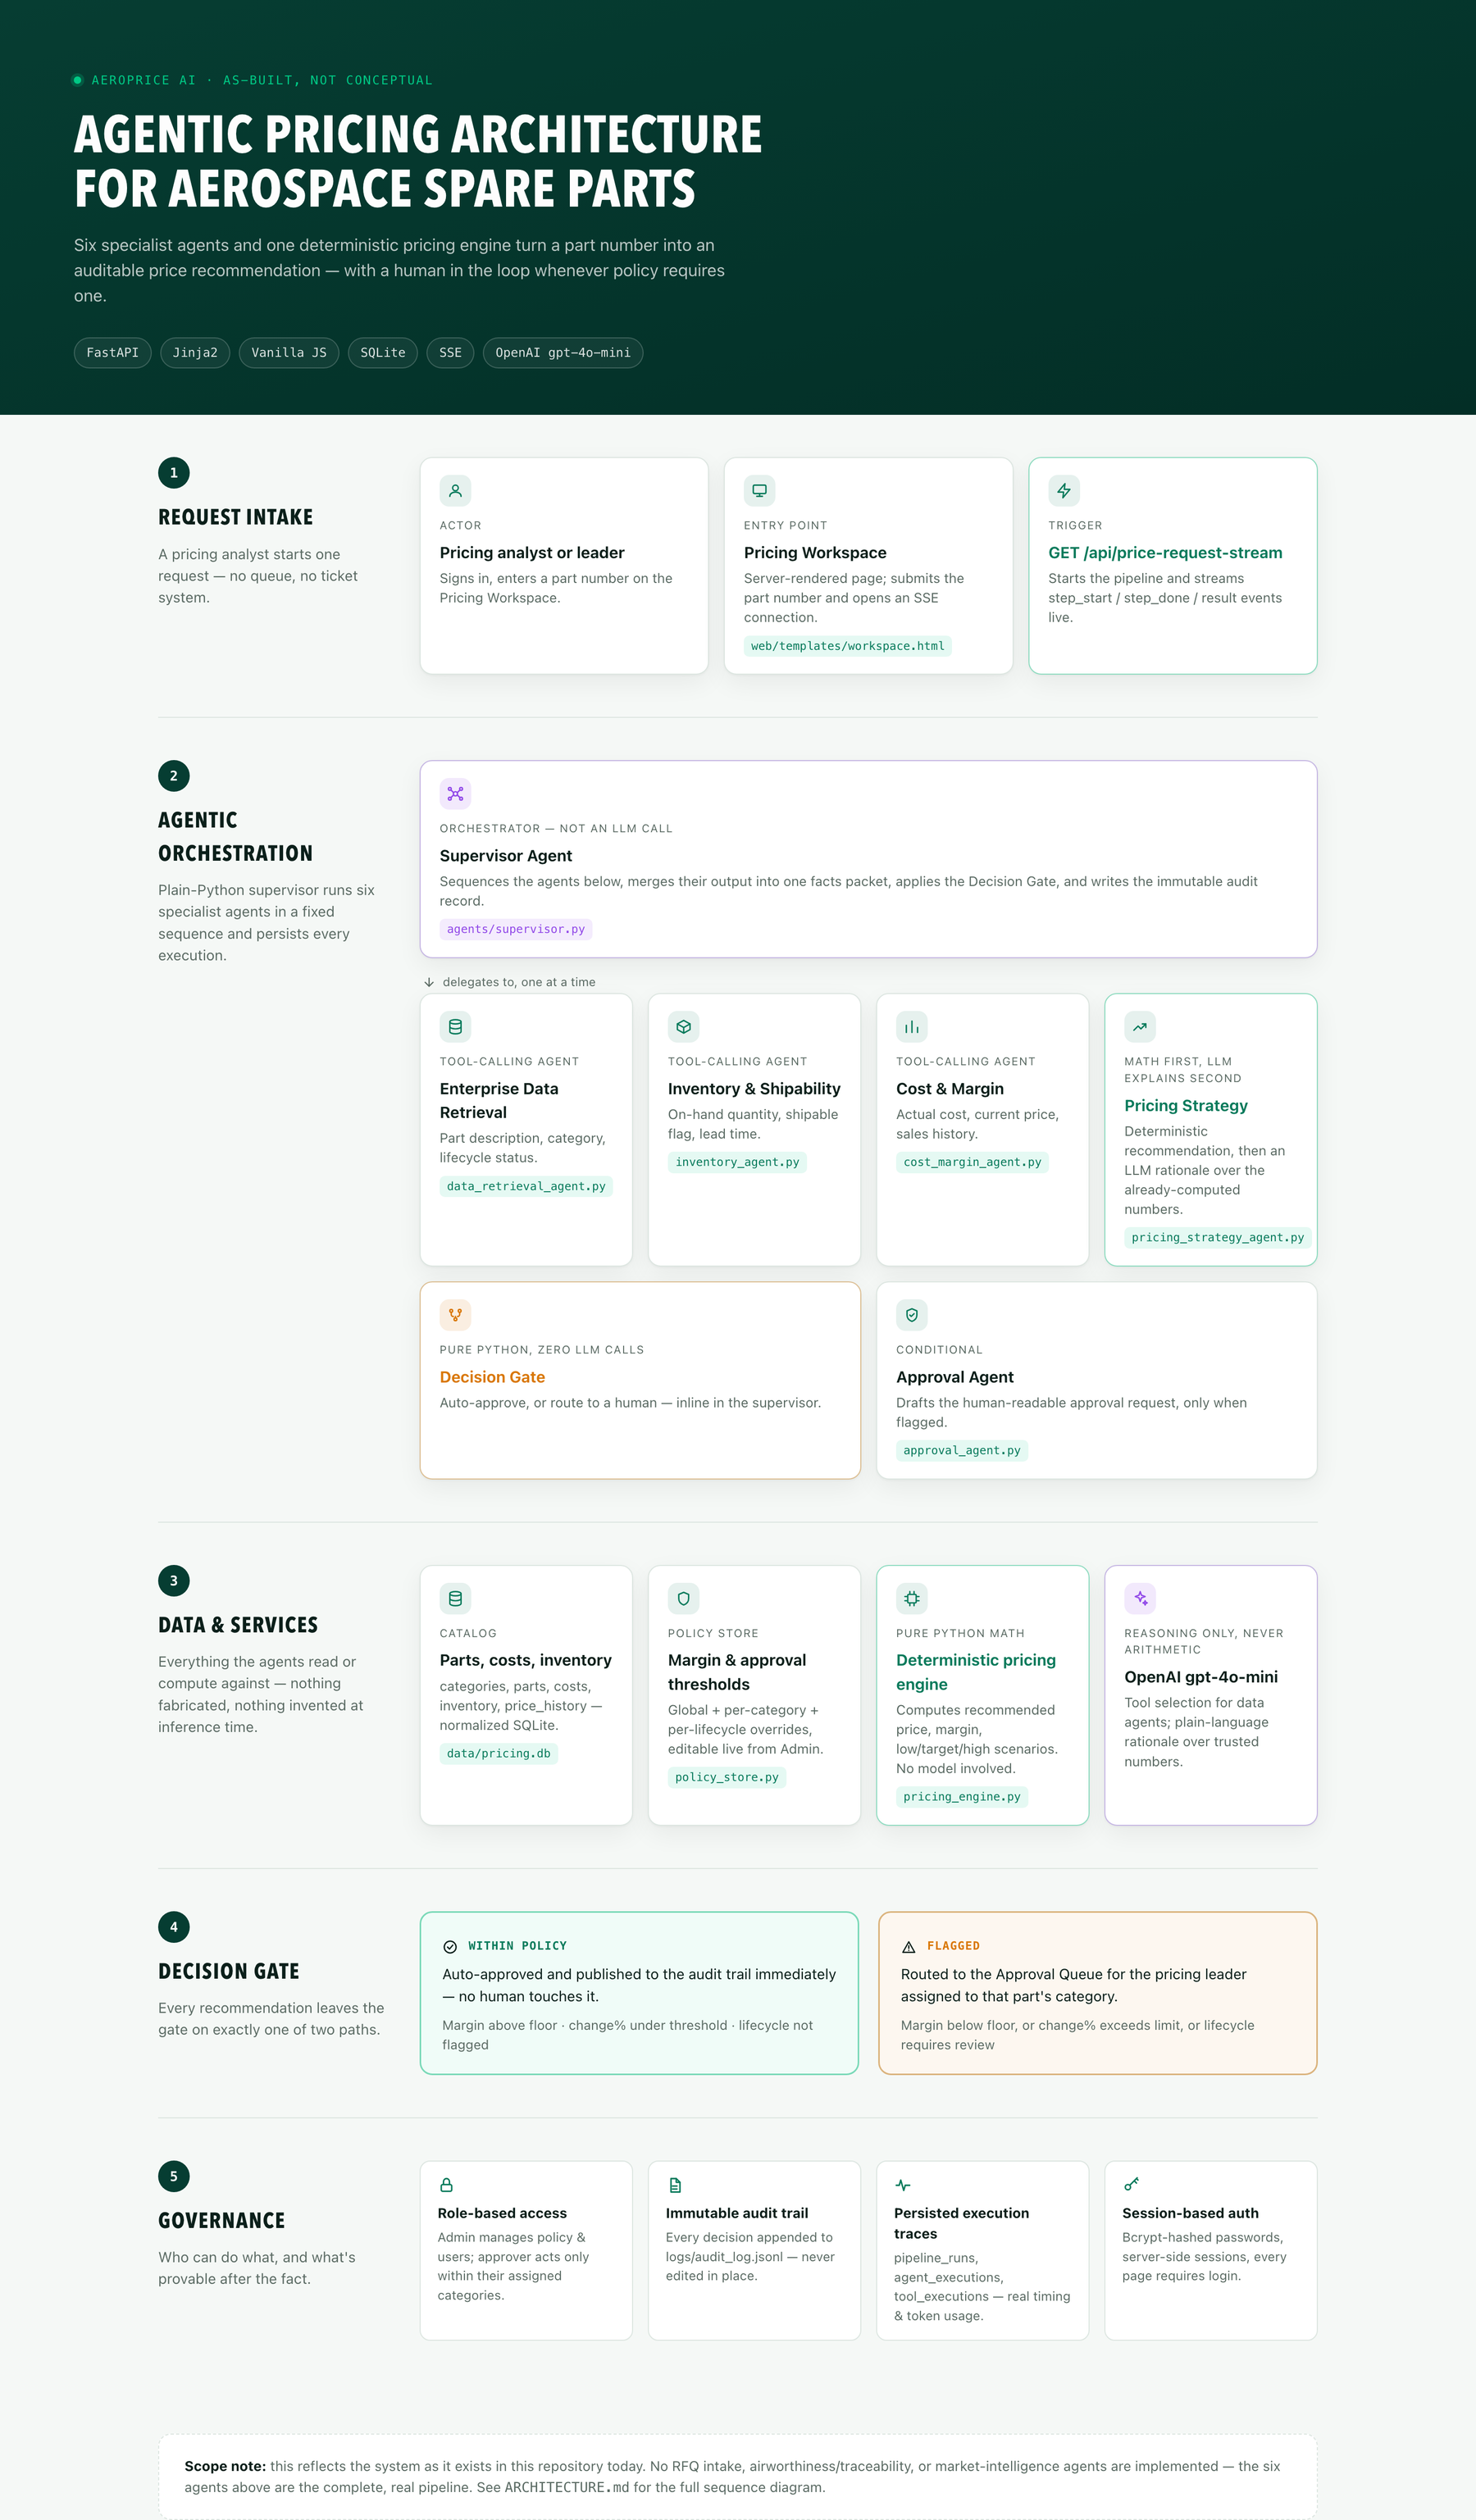 AEROPRICE AI · AS-BUILT, NOT CONCEPTUAL
AGENTIC PRICING ARCHITECTURE
FOR AEROSPACE SPARE PARTS
Six specialist agents and one deterministic pricing engine turn a part number into an
auditable price recommendation — with a human in the loop whenever policy requires
one.
FastAPI
Jinja2
Vanilla JS
SQLite
SSE
OpenAI gpt-4o-mini
1
REQUEST INTAKE
A pricing analyst starts one
request — no queue, no ticket
system.
ACTOR
Pricing analyst or leader
Signs in, enters a part number on the
Pricing Workspace.
ENTRY POINT
Pricing Workspace
Server-rendered page; submits the
part number and opens an SSE
connection.
web/templates/workspace.html
TRIGGER
GET /api/price-request-stream
Starts the pipeline and streams
step_start / step_done / result events
live.
2
AGENTIC
ORCHESTRATION
Plain-Python supervisor runs six
specialist agents in a fixed
sequence and persists every
execution.
ORCHESTRATOR — NOT AN LLM CALL
Supervisor Agent
Sequences the agents below, merges their output into one facts packet, applies the Decision Gate, and writes the immutable audit
record.
agents/supervisor.py
↓ delegates to, one at a time
TOOL-CALLING AGENT
Enterprise Data
Retrieval
Part description, category,
lifecycle status.
data_retrieval_agent.py
TOOL-CALLING AGENT
Inventory & Shipability
On-hand quantity, shipable
flag, lead time.
inventory_agent.py
TOOL-CALLING AGENT
Cost & Margin
Actual cost, current price,
sales history.
cost_margin_agent.py
MATH FIRST, LLM
EXPLAINS SECOND
Pricing Strategy
Deterministic
recommendation, then an
LLM rationale over the
already-computed
numbers.
pricing_strategy_agent.py
PURE PYTHON, ZERO LLM CALLS
Decision Gate
Auto-approve, or route to a human — inline in the supervisor.
CONDITIONAL
Approval Agent
Drafts the human-readable approval request, only when
flagged.
approval_agent.py
3
DATA & SERVICES
Everything the agents read or
compute against — nothing
fabricated, nothing invented at
inference time.
CATALOG
Parts, costs, inventory
categories, parts, costs,
inventory, price_history —
normalized SQLite.
data/pricing.db
POLICY STORE
Margin & approval
thresholds
Global + per-category +
per-lifecycle overrides,
editable live from Admin.
policy_store.py
PURE PYTHON MATH
Deterministic pricing
engine
Computes recommended
price, margin,
low/target/high scenarios.
No model involved.
pricing_engine.py
REASONING ONLY, NEVER
ARITHMETIC
OpenAI gpt-4o-mini
Tool selection for data
agents; plain-language
rationale over trusted
numbers.
4
DECISION GATE
Every recommendation leaves the
gate on exactly one of two paths.
WITHIN POLICY
Auto-approved and published to the audit trail immediately
— no human touches it.
Margin above floor · change% under threshold · lifecycle not
flagged
FLAGGED
Routed to the Approval Queue for the pricing leader
assigned to that part's category.
Margin below floor, or change% exceeds limit, or lifecycle
requires review
5
GOVERNANCE
Who can do what, and what's
provable after the fact.
Role-based access
Admin manages policy &
users; approver acts only
within their assigned
categories.
Immutable audit trail
Every decision appended to
logs/audit_log.jsonl — never
edited in place.
Persisted execution
traces
pipeline_runs,
agent_executions,
tool_executions — real timing
& token usage.
Session-based auth
Bcrypt-hashed passwords,
server-side sessions, every
page requires login.
Scope note: this reflects the system as it exists in this repository today. No RFQ intake, airworthiness/traceability, or market-intelligence agents are implemented — the six
agents above are the complete, real pipeline. See ARCHITECTURE.md for the full sequence diagram.